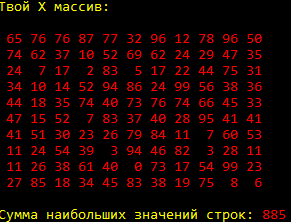 Твой X массив:
65 76 76 87 77 32 96 12 78 96 50
74 62 37 10 52 69 62 24 29 47 35
24 7 17 2 83 5 17 22 44 75 31
34 10 14 52 94 86 24 99 56 38 36
44 18 35 74 40 73 76 74 66 45 33
47 15 52 7 83 37 40 28 95 41 41
41 51 30 23 26 79 84 11 7 60 53
11 24 54 39 3 94 46 82 3 28 11
11 26 38 61 40 0 73 17 54 99 23
27 85 18 34 45 83 38 19 75 8 6
Сумма наибольших значений строк: 885